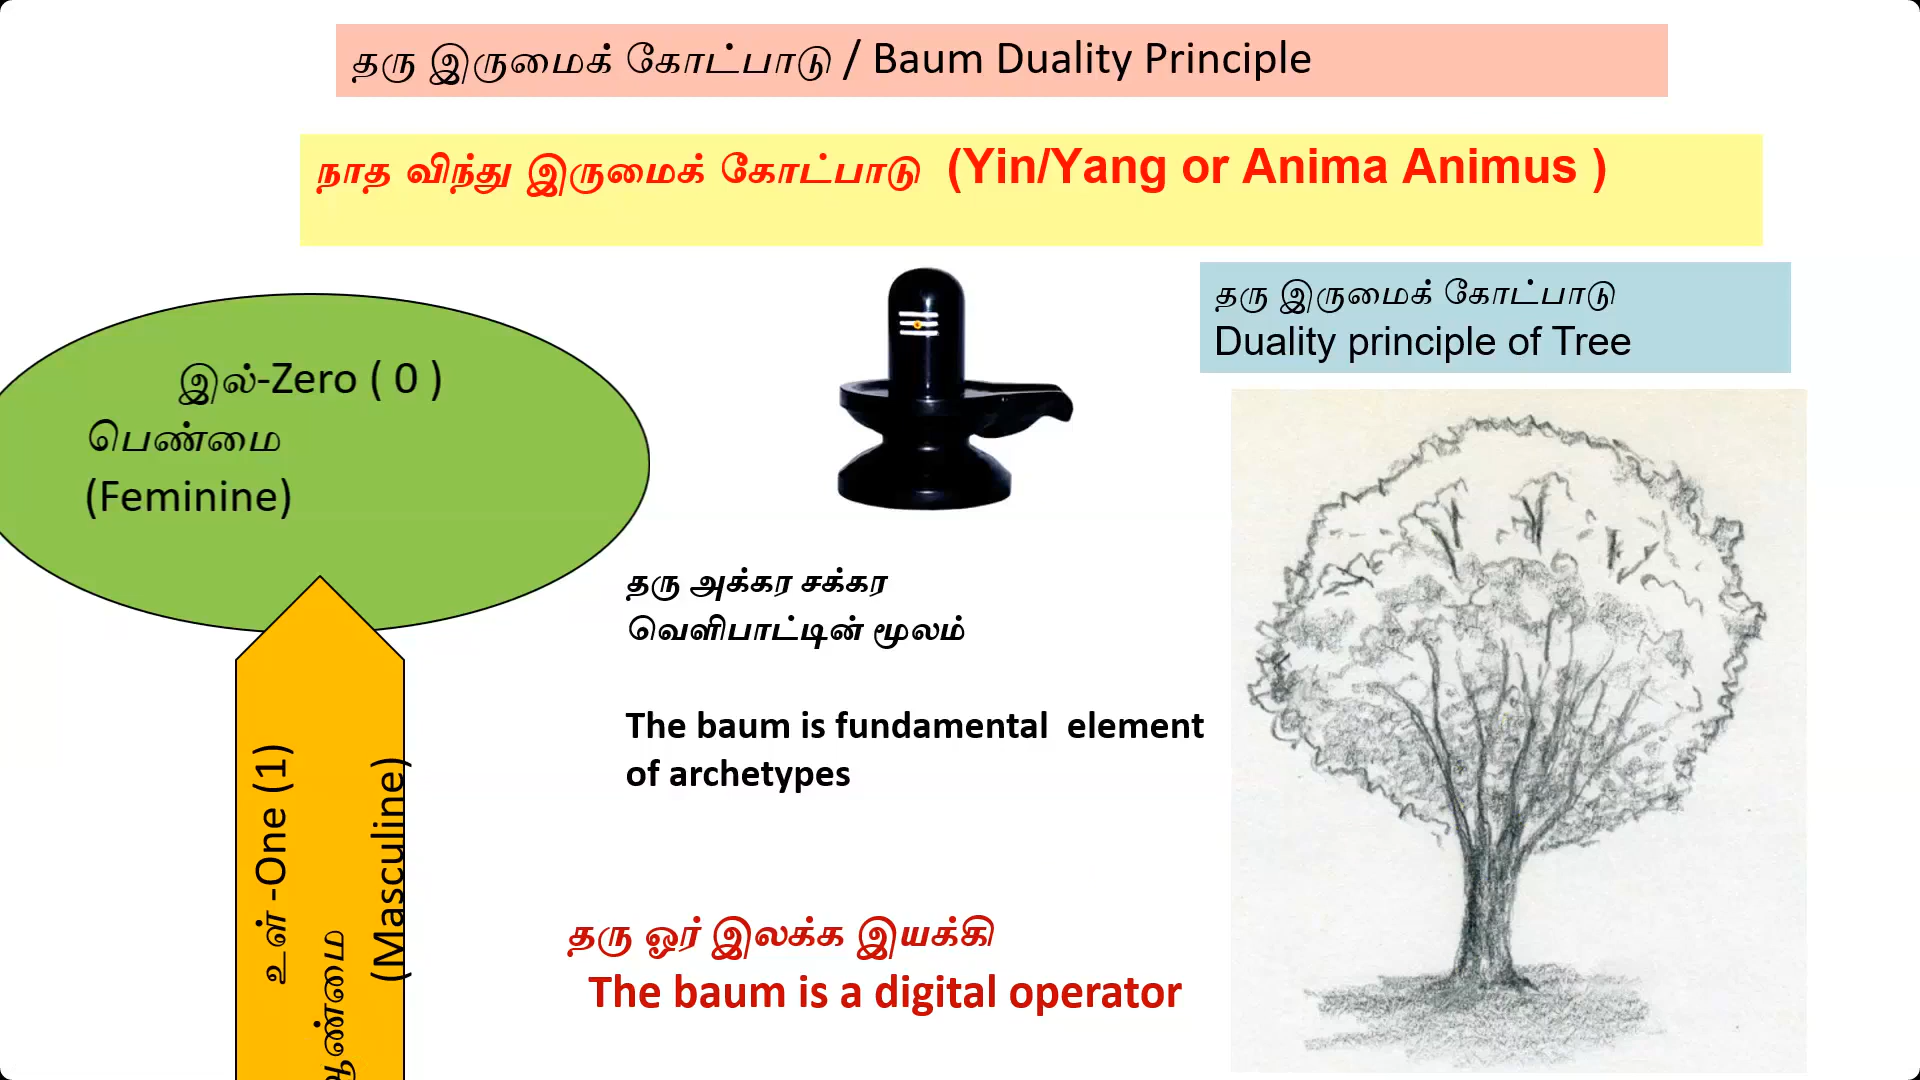 தரு இருமைக் கோட்பாடு / Baum Duality Principle
நாத விந்து இருமைக் கோட்பாடு (Yin/Yang or Anima Animus )
இல்-Zero ( 0 )
பெண்மை
(Feminine)
உள் -One (1)
ஆண்மை
(Masculine)
தரு அக்கர சக்கர
வெளிபாட்டின் மூலம்
The baum is fundamental element
of archetypes
தரு ஓர் இலக்க இயக்கி
The baum is a digital operator
தரு இருமைக் கோட்பாடு
Duality principle of Tree